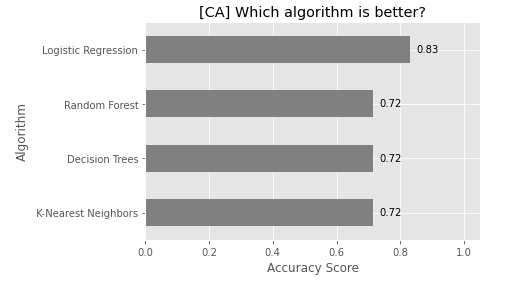 [CA] Which algorithm is better?
Logistic Regression
0.83
Random Forest
0.72
Decision Trees
0.72
K-Nearest Neighbors
0.72
Algorithm
0.0 0.2 0.4 0.6 0.8 1.0
Accuracy Score